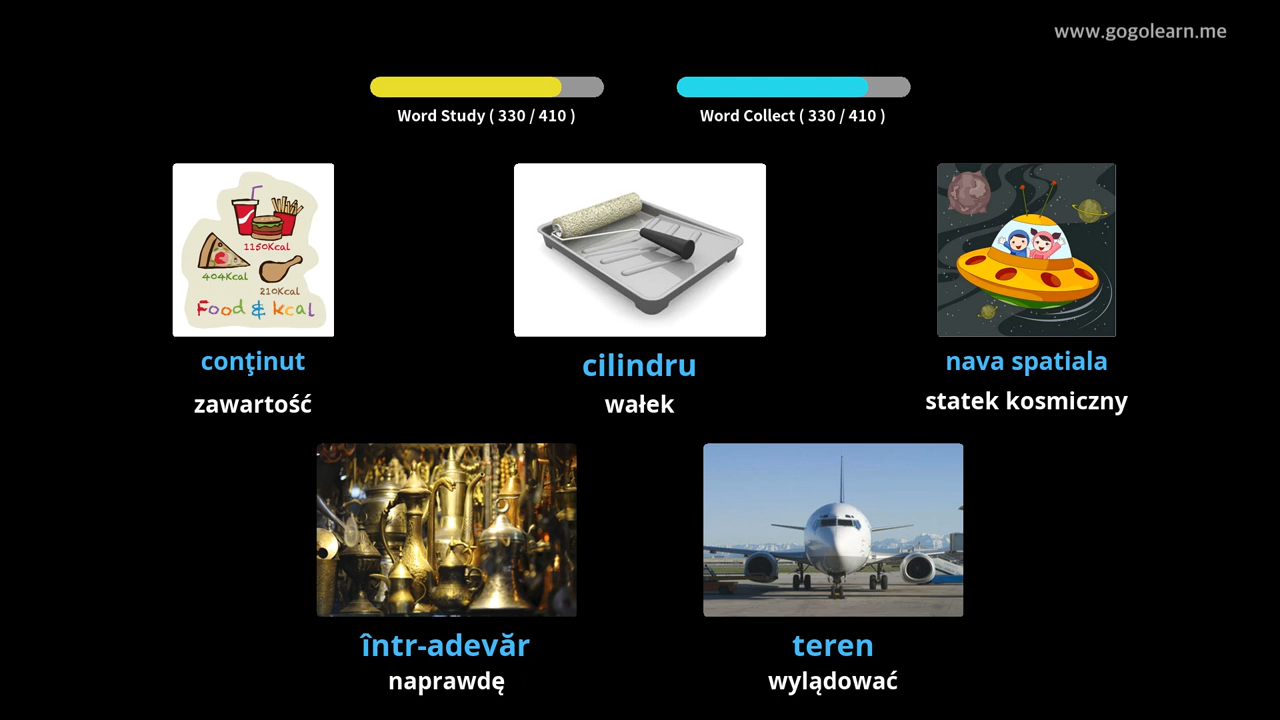 www.gogolearn.me
Word Study ( 330 / 410 )
Word Collect ( 330 / 410 )
1150Kcal
404Kcal
210Kcal
Food & kcal
conţinut
zawartość
cilindru
wałek
nava spatiala
statek kosmiczny
într-adevăr
naprawdę
teren
wylądować